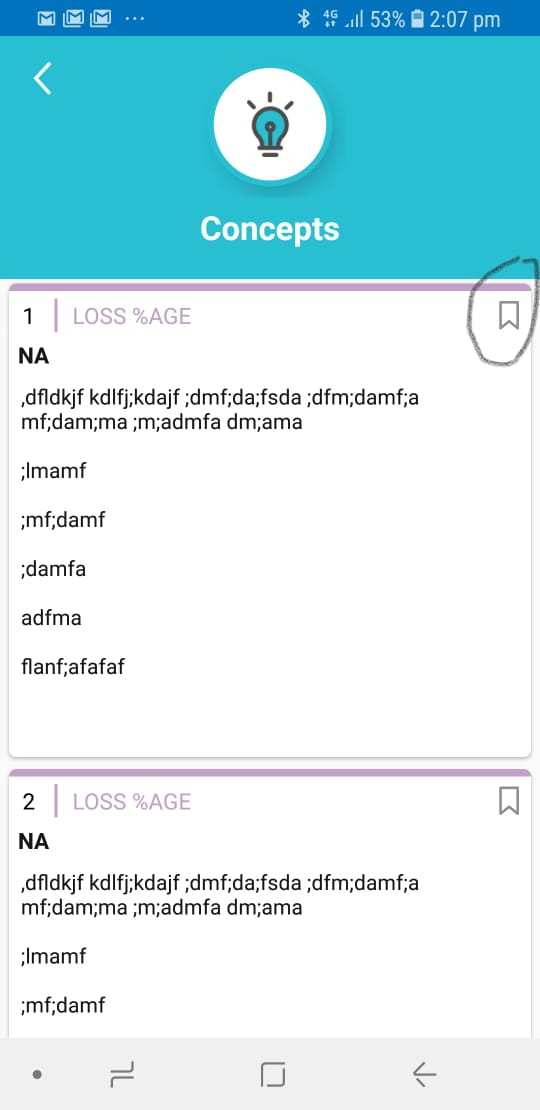 4G 53% 2:07 pm
Concepts
1 LOSS %AGE
NA
,dfldkjf kdlfj;kdajf ;dmf;da;fsda ;dfm;damf;a
mf;dam;ma ;m;admfa dm;ama
;lmamf
;mf;damf
;damfa
adfma
flanf;afafaf
2 LOSS %AGE
NA
,dfldkjf kdlfj;kdajf ;dmf;da;fsda ;dfm;damf;a
mf;dam;ma ;m;admfa dm;ama
;lmamf
;mf;damf